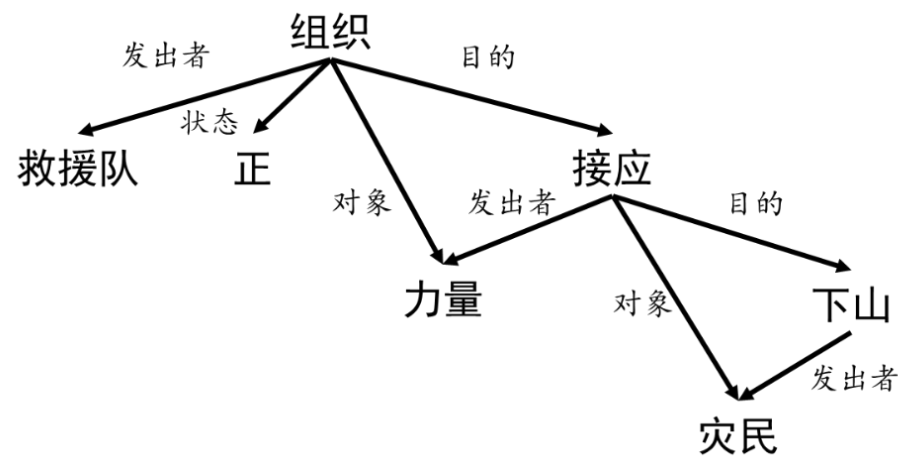 组织
发出者
目的
状态
救援队
正
接应
对象
发出者
目的
力量
对象
下山
发出者
灾民